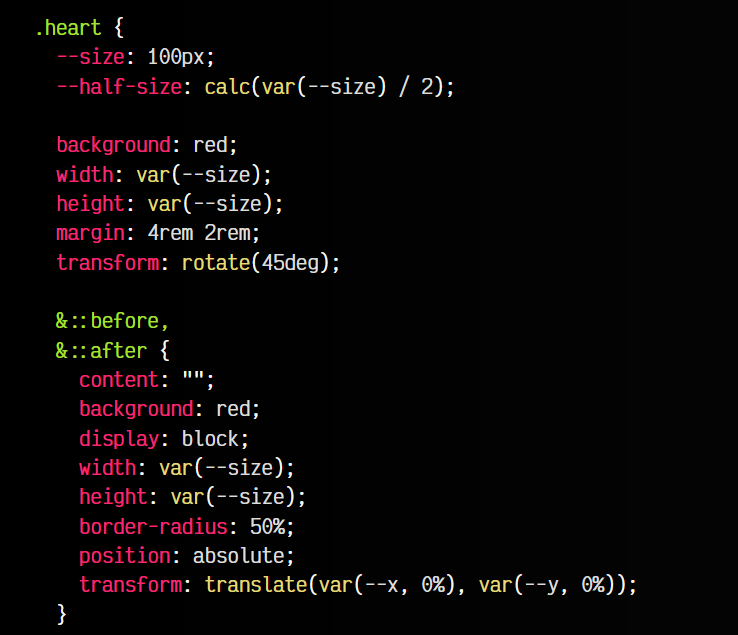 .heart {
--size: 100px;
--half-size: calc(var(--size) / 2);
background: red;
width: var(--size);
height: var(--size);
margin: 4rem 2rem;
transform: rotate(45deg);
&::before,
&::after {
content: "";
background: red;
display: block;
width: var(--size);
height: var(--size);
border-radius: 50%;
position: absolute;
transform: translate(var(--x, 0%), var(--y, 0%));
}